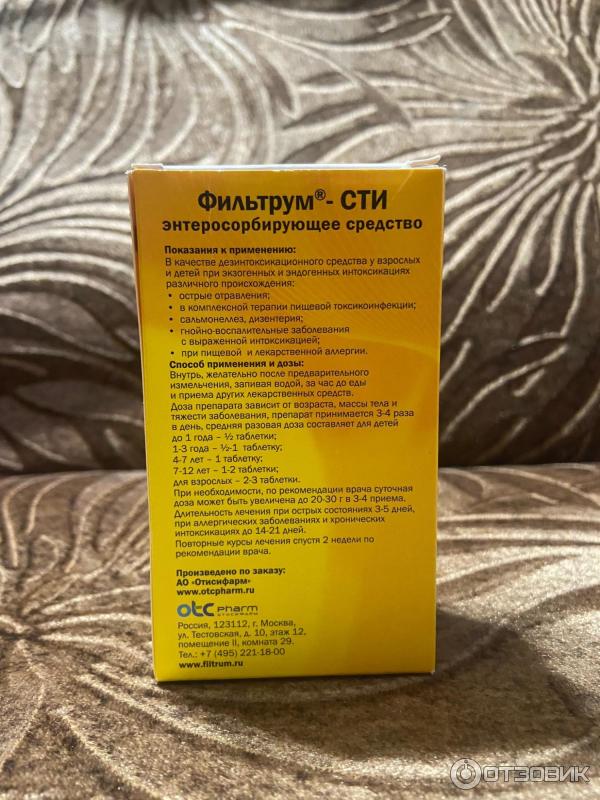 Фильтрум®- СТИ
энтеросорбирующее средство
Показания к применению:
В качестве дезинтоксикационного средства у взрослых
и детей при экзогенных и эндогенных интоксикациях
различного происхождения:
• острые отравления;
• в комплексной терапии пищевой токсикоинфекции;
• сальмонеллез, дизентерия;
• гнойно-воспалительные заболевания
с выраженной интоксикацией;
• при пищевой и лекарственной аллергии.
Способ применения и дозы:
Внутрь, желательно после предварительного
измельчения, запивая водой, за час до еды
и приема других лекарственных средств.
Доза препарата зависит от возраста, массы тела и
тяжести заболевания, препарат принимается 3-4 раза
в день, средняя разовая доза составляет для детей
до 1 года – ½ таблетки;
1-3 года – ½-1 таблетку;
4-7 лет – 1 таблетку;
7-12 лет – 1-2 таблетки;
для взрослых – 2-3 таблетки.
При необходимости, по рекомендации врача суточная
доза может быть увеличена до 20-30 г в 3-4 приема.
Длительность лечения при острых состояниях 3-5 дней,
при аллергических заболеваниях и хронических
интоксикациях до 14-21 дней.
Повторные курсы лечения спустя 2 недели по
рекомендации врача.
Произведено по заказу:
АО «Отисифарм»
www.otcpharm.ru
otc pharm
ОТИСИФАРМ
Россия, 123112, г. Москва,
ул. Тестовская, д. 10, этаж 12,
помещение II, комната 29.
Тел.: +7 (495) 221-18-00
www.filtrum.ru
ОТЗОВИК